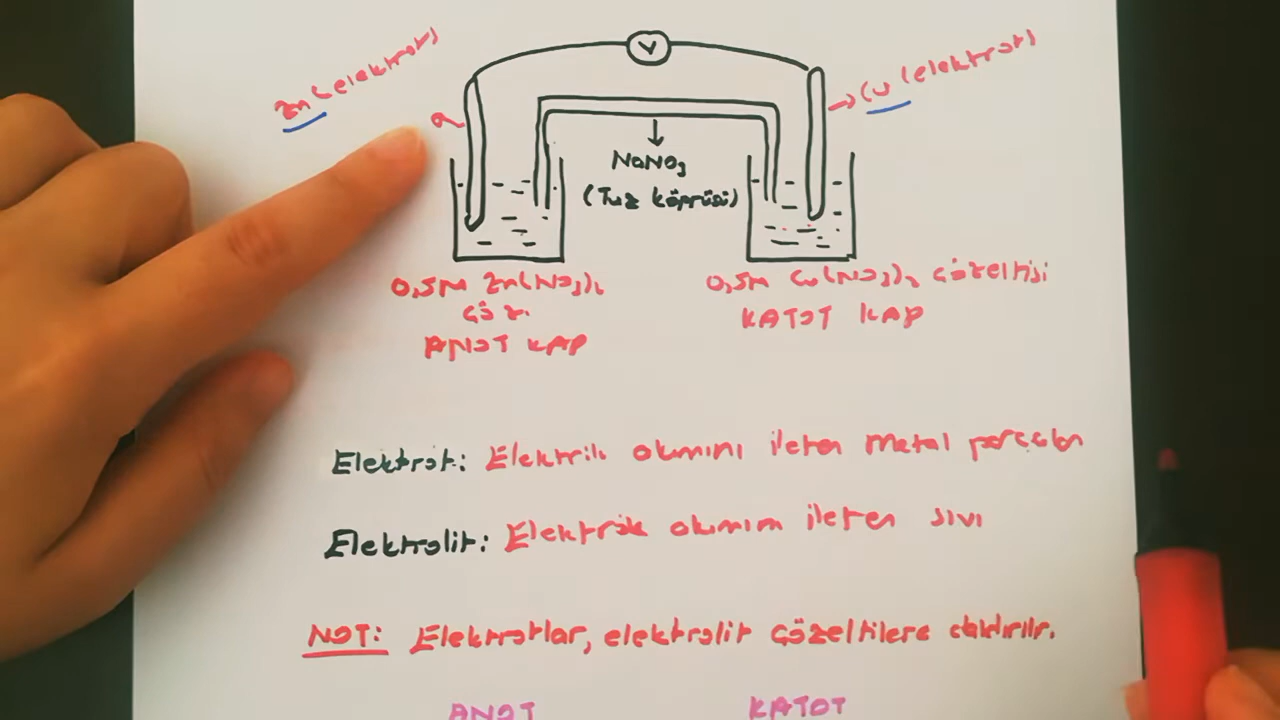 V
Zn (elektrot)
→ Cu (elektrot)
NaNO3
(Tuz köprüsü)
0,5M Zn(NO3)2
çöz.
ANOT KAP
0,5M Cu(NO3)2 çözeltisi
KATOT KAP
Elektrot: Elektrik akımını ileten metal parçaları
Elektrolit: Elektrik akımını ileten sıvı
NOT: Elektrotlar, elektrolit çözeltilere daldırılır.
ANOT KATOT